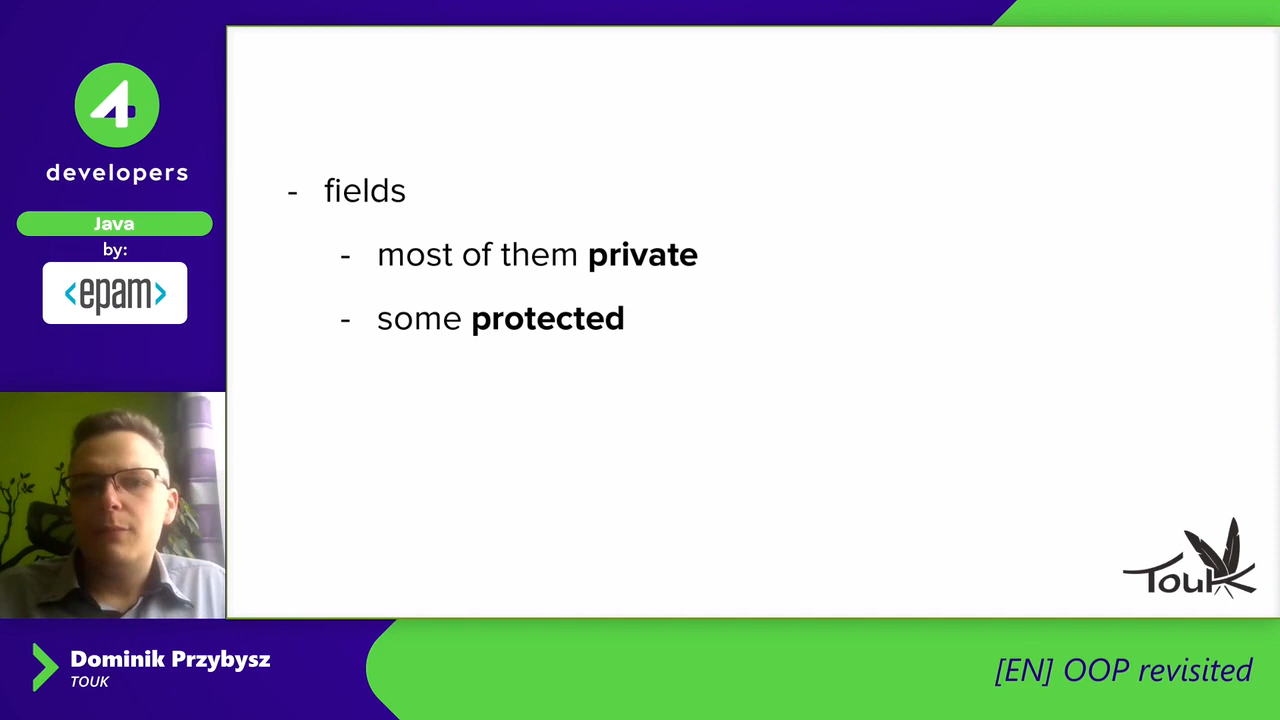 4
developers
Java
by:
<epam>
- fields
- most of them private
- some protected
TouK
Dominik Przybysz
TOUK
[EN] OOP revisited